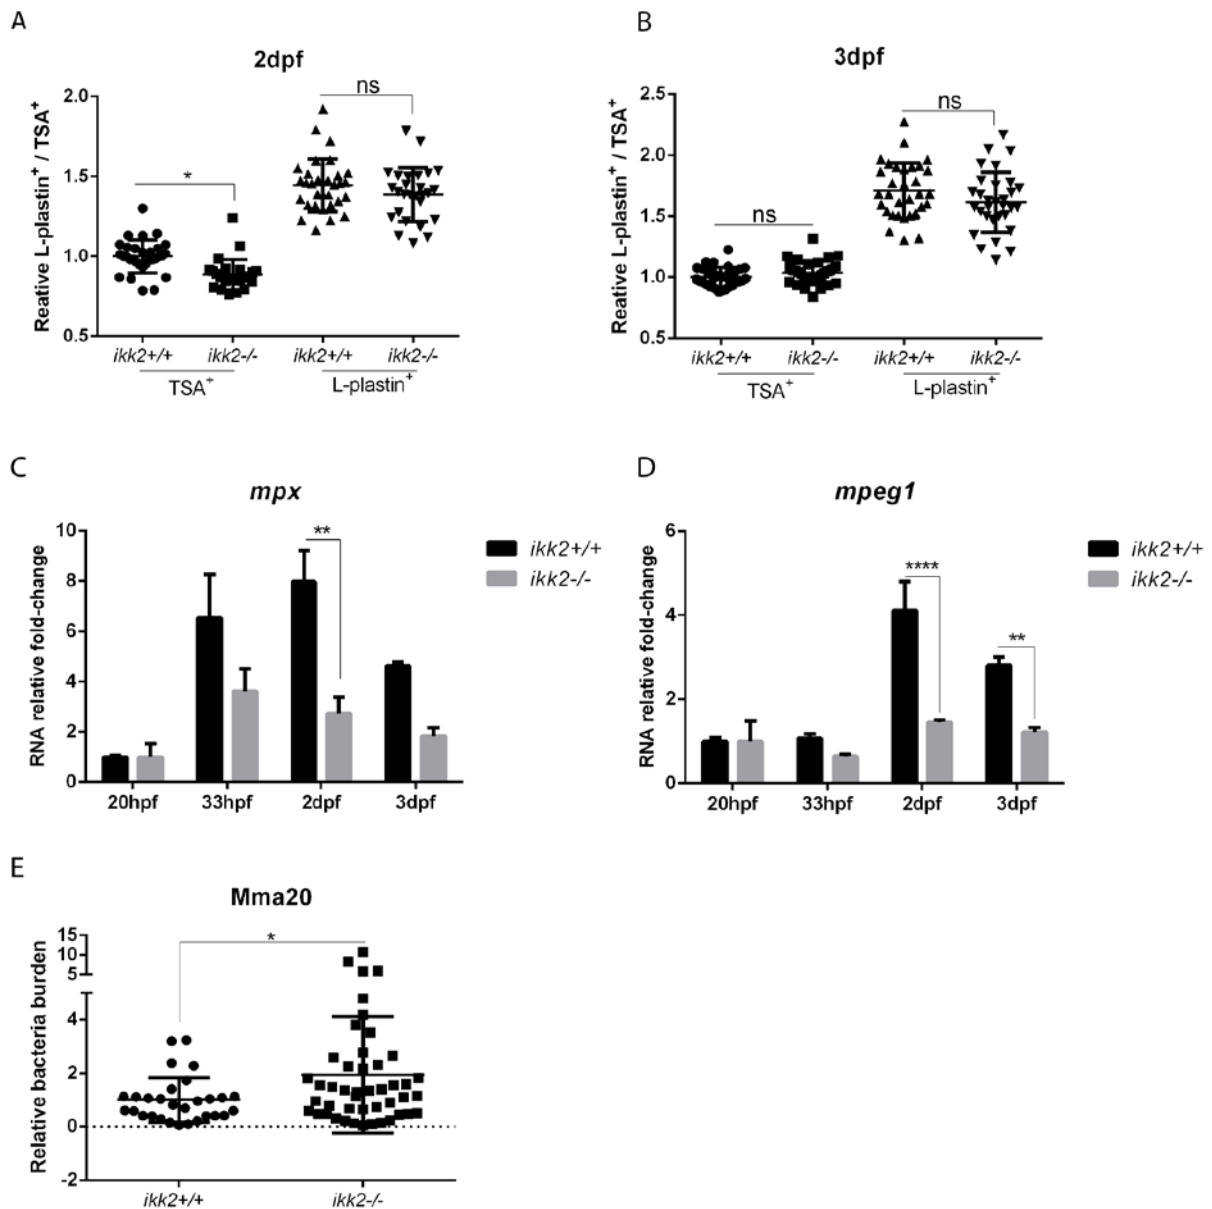 A
2dpf
Reative L-plastin+ / TSA+
2.0
1.5
1.0
0.5
*
ns
ikk2+/+ ikk2-/- ikk2+/+ ikk2-/-
TSA+ L-plastin+
B
3dpf
Reative L-plastin+ / TSA+
2.5
2.0
1.5
1.0
0.5
ns
ns
ikk2+/+ ikk2-/- ikk2+/+ ikk2-/-
TSA+ L-plastin+
C
mpx
RNA relative fold-change
10
8
6
4
2
0
**
20hpf 33hpf 2dpf 3dpf
ikk2+/+
ikk2-/-
D
mpeg1
RNA relative fold-change
6
4
2
0
****
**
20hpf 33hpf 2dpf 3dpf
ikk2+/+
ikk2-/-
E
Mma20
Relative bacteria burden
15
10
5
4
2
0
-2
*
ikk2+/+ ikk2-/-